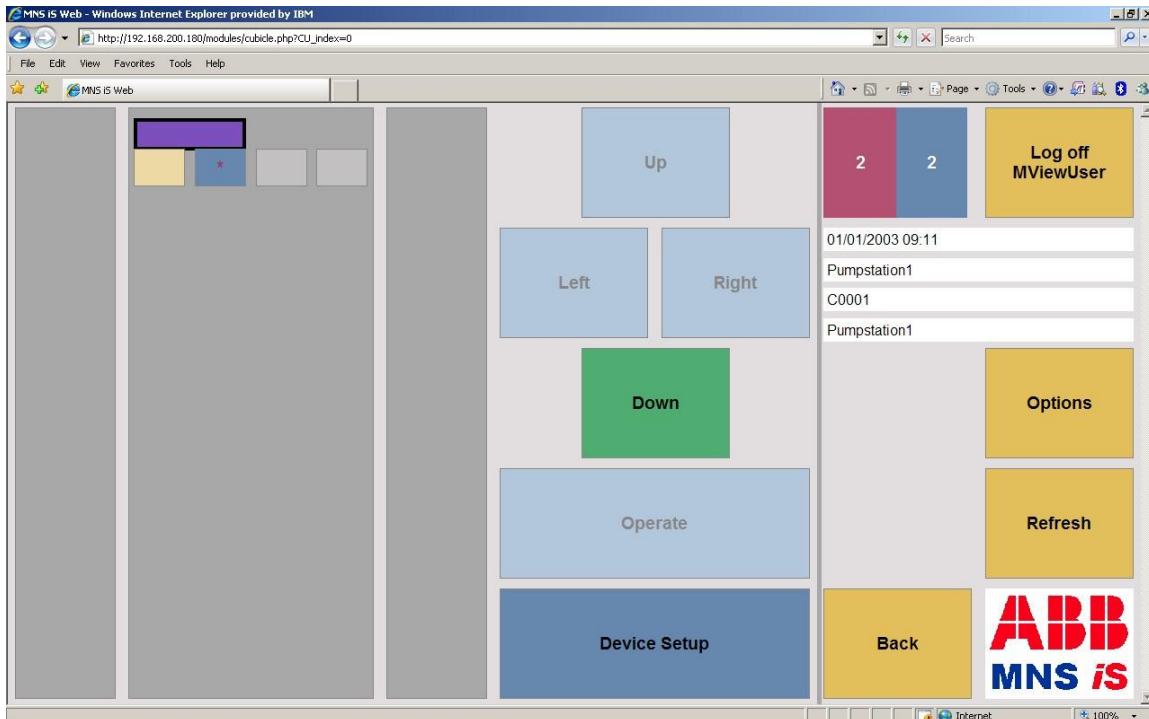 MNS iS Web - Windows Internet Explorer provided by IBM
http://192.168.200.180/modules/cubicle.php?CU_index=0
Search
File Edit View Favorites Tools Help
MNS iS Web
Page Tools
*
Up
Left Right
Down
Operate
Device Setup
2 2
Log off
MViewUser
01/01/2003 09:11
Pumpstation1
C0001
Pumpstation1
Options
Refresh
Back
ABB
MNS iS
Internet 100%